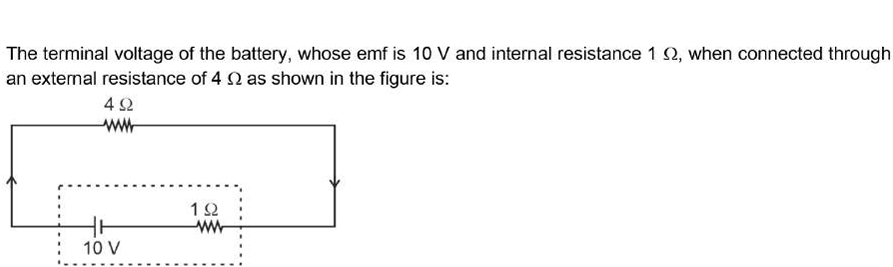 The terminal voltage of the battery, whose emf is 10 V and internal resistance 1 Ω, when connected through
an external resistance of 4 Ω as shown in the figure is:
4 Ω
1 Ω
10 V